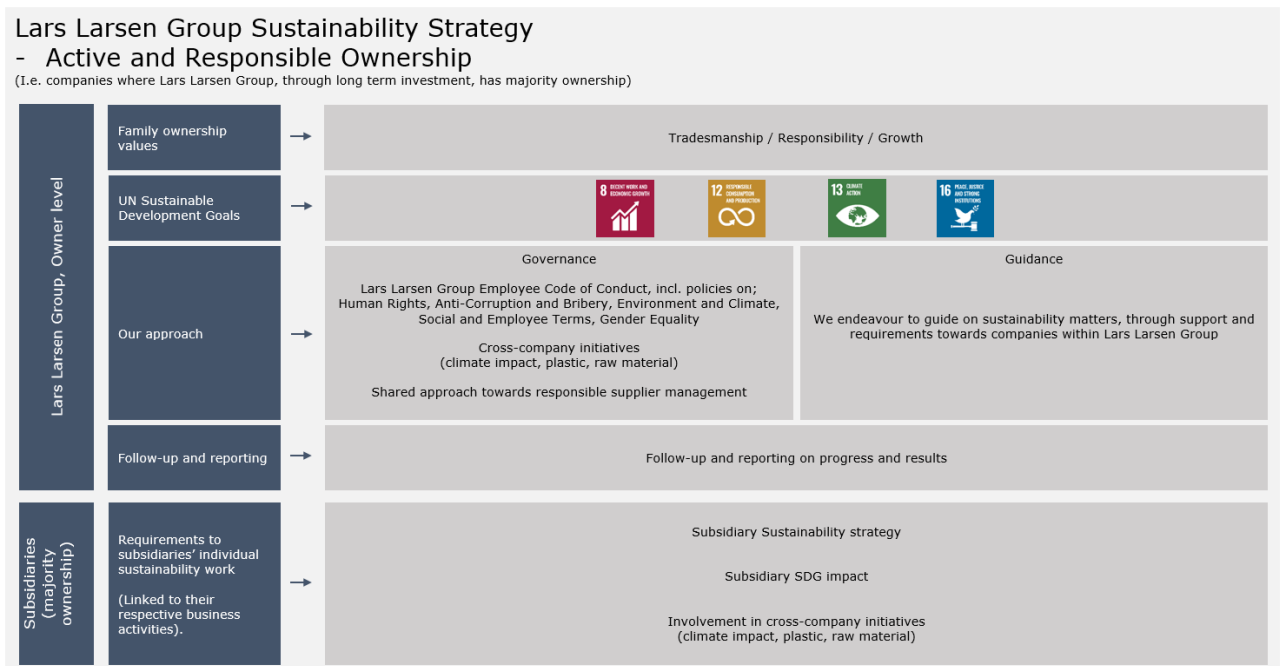 Lars Larsen Group Sustainability Strategy
- Active and Responsible Ownership
(I.e. companies where Lars Larsen Group, through long term investment, has majority ownership)
Lars Larsen Group, Owner level
Family ownership
values
Tradesmanship / Responsibility / Growth
UN Sustainable
Development Goals
8 DECENT WORK AND
ECONOMIC GROWTH
12 RESPONSIBLE
CONSUMPTION
AND PRODUCTION
13 CLIMATE
ACTION
16 PEACE, JUSTICE
AND STRONG
INSTITUTIONS
Our approach
Governance
Lars Larsen Group Employee Code of Conduct, incl. policies on;
Human Rights, Anti-Corruption and Bribery, Environment and Climate,
Social and Employee Terms, Gender Equality
Cross-company initiatives
(climate impact, plastic, raw material)
Shared approach towards responsible supplier management
Guidance
We endeavour to guide on sustainability matters, through support and
requirements towards companies within Lars Larsen Group
Follow-up and reporting
Follow-up and reporting on progress and results
Subsidiaries
(majority
ownership)
Requirements to
subsidiaries’ individual
sustainability work
(Linked to their
respective business
activities).
Subsidiary Sustainability strategy
Subsidiary SDG impact
Involvement in cross-company initiatives
(climate impact, plastic, raw material)